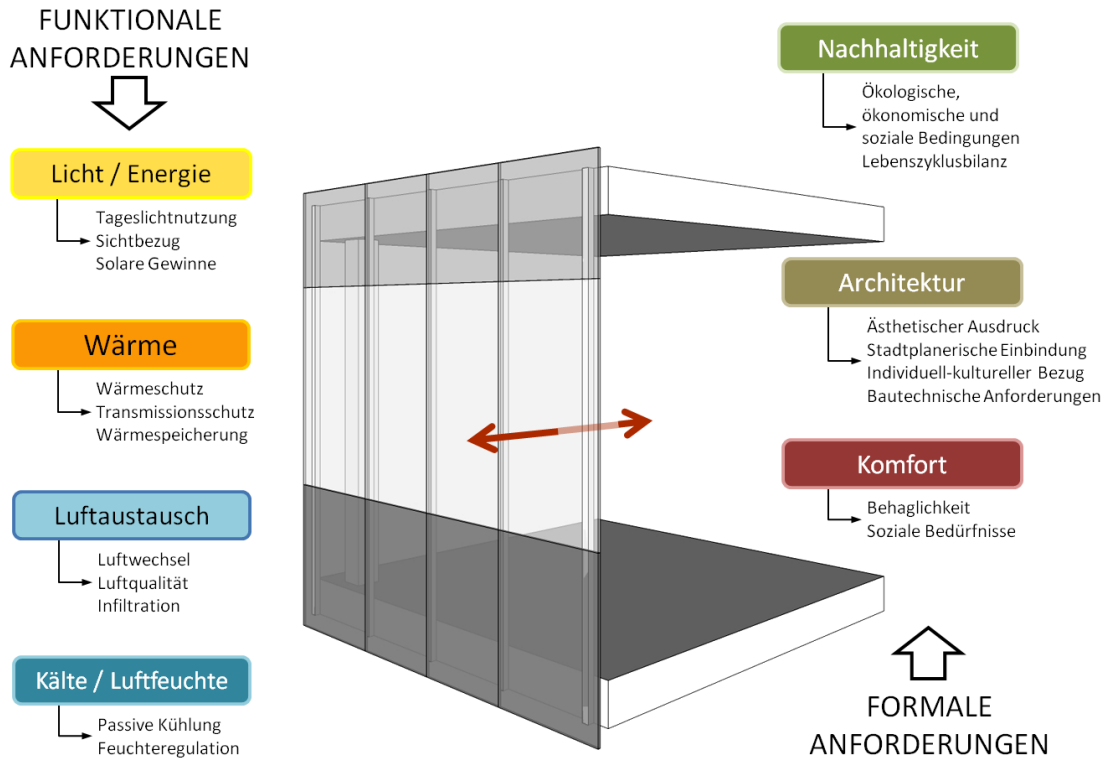 FUNKTIONALE
ANFORDERUNGEN
Licht / Energie
Tageslichtnutzung
Sichtbezug
Solare Gewinne
Wärme
Wärmeschutz
Transmissionsschutz
Wärmespeicherung
Luftaustausch
Luftwechsel
Luftqualität
Infiltration
Kälte / Luftfeuchte
Passive Kühlung
Feuchteregulation
Nachhaltigkeit
Ökologische,
ökonomische und
soziale Bedingungen
Lebenszyklusbilanz
Architektur
Ästhetischer Ausdruck
Stadtplanerische Einbindung
Individuell-kultureller Bezug
Bautechnische Anforderungen
Komfort
Behaglichkeit
Soziale Bedürfnisse
FORMALE
ANFORDERUNGEN